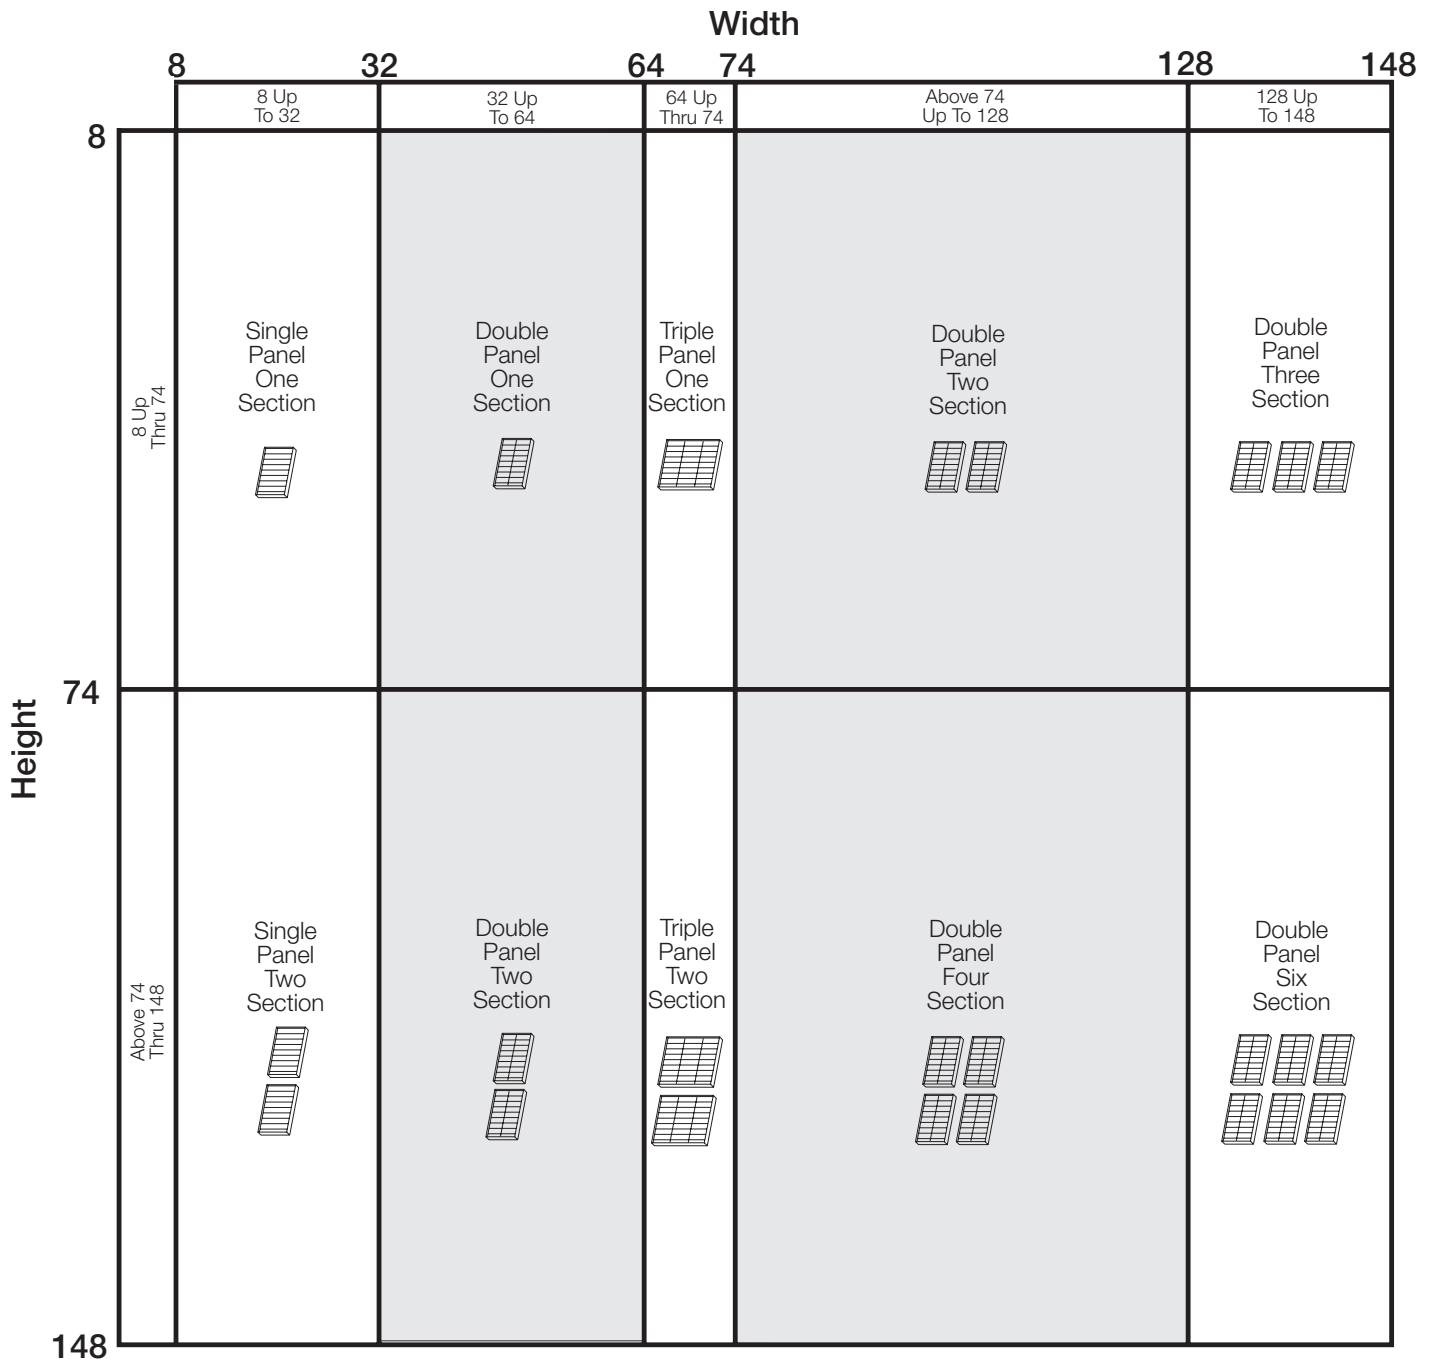 Width
8
32
64
74
128
148
8 Up
To 32
32 Up
To 64
64 Up
Thru 74
Above 74
Up To 128
128 Up
To 148
8
8 Up
Thru 74
Single
Panel
One
Section
Double
Panel
One
Section
Triple
Panel
One
Section
Double
Panel
Two
Section
Double
Panel
Three
Section
74
Height
Above 74
Thru 148
Single
Panel
Two
Section
Double
Panel
Two
Section
Triple
Panel
Two
Section
Double
Panel
Four
Section
Double
Panel
Six
Section
148